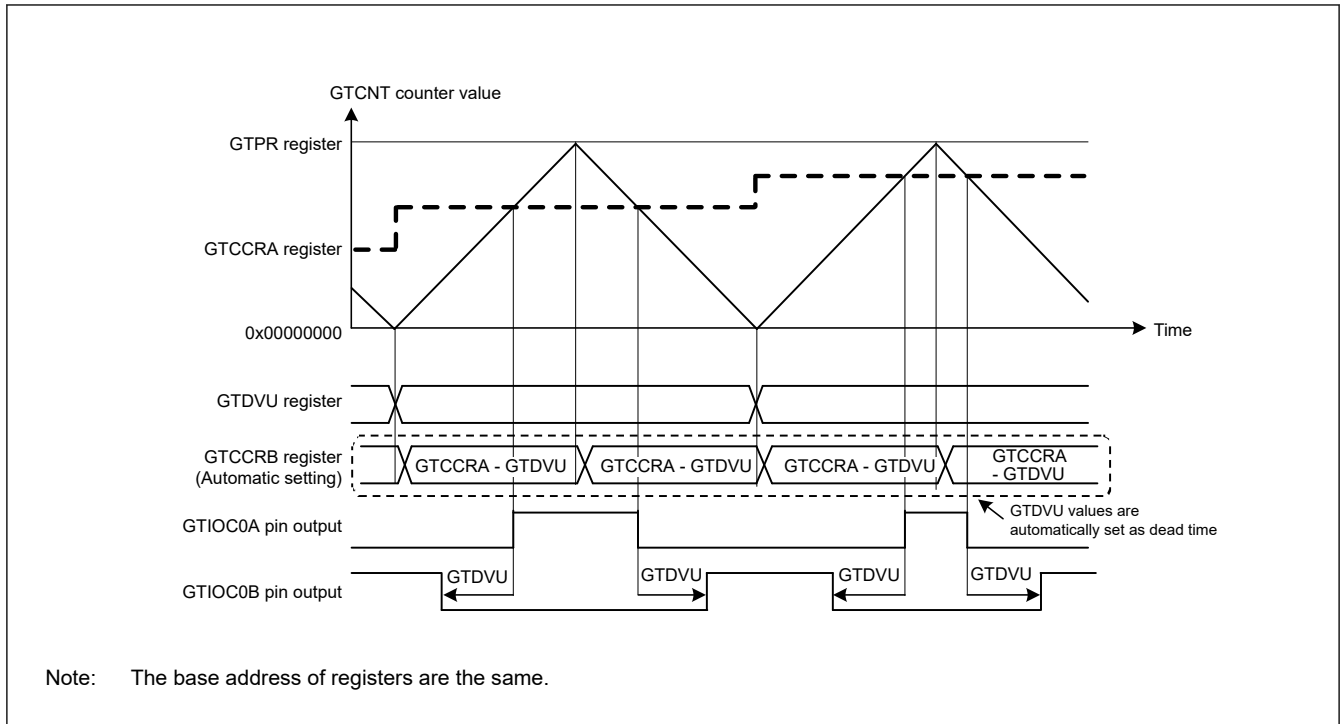 GTCNT counter value
GTPR register
GTCCRA register
0x00000000
Time
GTDVU register
GTCCRB register
(Automatic setting)
GTCCRA - GTDVU
GTCCRA - GTDVU
GTCCRA - GTDVU
GTCCRA
- GTDVU
GTDVU values are
automatically set as dead time
GTIOC0A pin output
GTIOC0B pin output
GTDVU
GTDVU
GTDVU
GTDVU
Note: The base address of registers are the same.